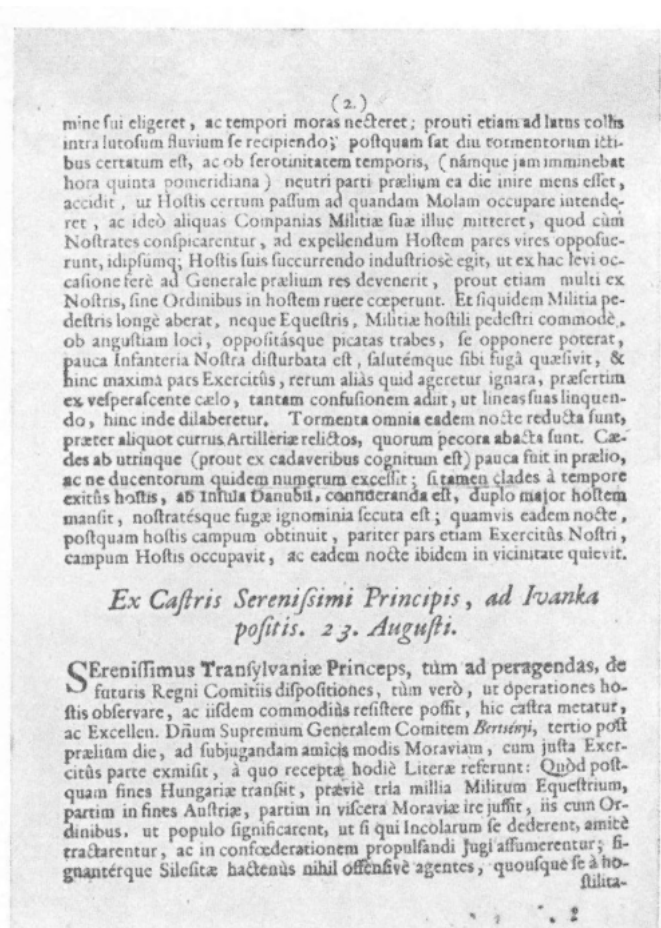 (2.)
mine sui eligeret, ac tempori moras necteret; prouti etiam ad latus collis
intra lutosum fluvium se recipiendo; postquam sat diu tormentorum icti-
bus certatum est, ac ob serotinitatem temporis, (námque jam imminebat
hora quinta pomeridiana) neutri parti prælium ea die inire mens esset,
accidit, ut Hostis certum passum ad quandam Molam occupare intende-
ret, ac ideò aliquas Companias Militiæ suæ illuc mitteret, quod cùm
Nostrates conspicarentur, ad expellendum Hostem pares vires opposue-
runt, idipsumq; Hostis suis succurrendo industriosè egit, ut ex hac levi oc-
casione ferè ad Generale prælium res devenerit, prout etiam multi ex
Nostris, sine Ordinibus in hostem ruere cœperunt. Et siquidem Militia pe-
destris longè aberat, neque Equestris, Militiæ hostili pedestri commodè,
ob angustiam loci, oppositásque picatas trabes, se opponere poterat,
pauca Infanteria Nostra disturbata est, salutémque sibi fugâ quæsivit, &
hinc maxima pars Exercitûs, rerum aliàs quid ageretur ignara, præsertim
ex vesperascente cælo, tantam confusionem adiit, ut lineas suas linquen-
do, hinc inde dilaberetur. Tormenta omnia eadem nocte reducta sunt,
præter aliquot currus Artilleriæ relictos, quorum pecora abacta sunt. Cæ-
des ab utrinque (prout ex cadaveribus cognitum est) pauca fuit in prælio,
ac ne ducentorum quidem numerum excessit; si tamen clades à tempore
exitûs hostis, ab Insula Danubii, consideranda est, duplo major hostem
mansit, nostratésque fugæ ignominia secuta est; quamvis eadem nocte,
postquam hostis campum obtinuit, pariter pars etiam Exercitûs Nostri,
campum Hostis occupavit, ac eadem nocte ibidem in vicinitate quievit.
Ex Castris Serenissimi Principis, ad Ivanka
positis. 23. Augusti.
SErenissimus Transylvaniæ Princeps, tùm ad peragendas, de
futuris Regni Comitiis dispositiones, tùm verò, ut operationes ho-
stis observare, ac iisdem commodiùs resistere possit, hic castra metatur,
ac Excellen. Dñum Supremum Generalem Comitem Bersényi, tertio post
prælium die, ad subjugandam amicis modis Moraviam, cum justa Exer-
citûs parte exmisit, à quo receptæ hodiè Literæ referunt: Quòd post-
quam fines Hungariæ transiit, præviè tria millia Militum Equestrium,
partim in fines Austriæ, partim in viscera Moraviæ ire jussit, iis cum Or-
dinibus, ut populo significarent, ut si qui Incolarum se dederent, amicè
tractarentur, ac in confœderationem propulsandi Jugi assumerentur; si-
gnantérque Silesitæ hactenùs nihil offensivè agentes, quousque se à ho-
stilita-
2